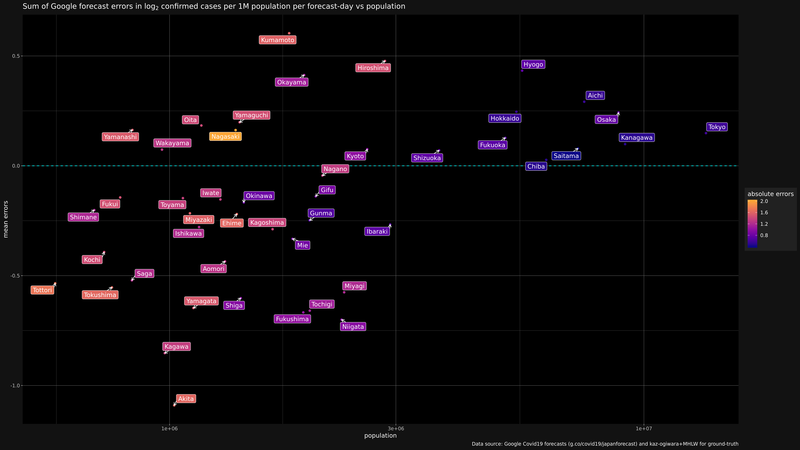 Sum of Google forecast errors in log₂ confirmed cases per 1M population per forecast-day vs population
Kumamoto
0.5
Hyogo
Hiroshima
Okayama
Aichi
Yamaguchi
Oita
Hokkaido
Osaka
Tokyo
Yamanashi
Nagasaki
Kanagawa
Wakayama
Fukuoka
Kyoto
Shizuoka
Saitama
0.0
Chiba
Nagano
Gifu
Iwate
Okinawa
Fukui
Toyama
absolute errors
2.0
1.6
1.2
0.8
mean errors
Shimane
Miyazaki
Ehime
Kagoshima
Gunma
Ishikawa
Ibaraki
Mie
Kochi
Aomori
Saga
-0.5
Tottori
Tokushima
Miyagi
Yamagata
Shiga
Tochigi
Fukushima
Niigata
Kagawa
-1.0
Akita
1e+06
3e+06
1e+07
population
Data source: Google Covid19 forecasts (g.co/covid19/japanforecast) and kaz-ogiwara+MHLW for ground-truth